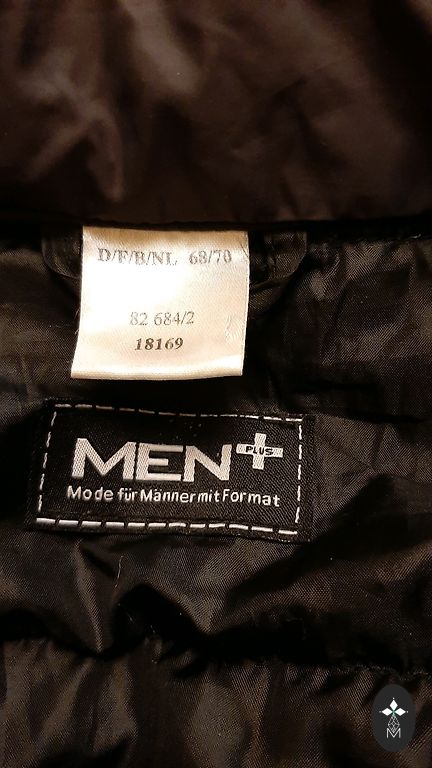 D/F/B/NL 68/70
82 684/2
18169
MEN PLUS
Mode für Männer mit Format
M